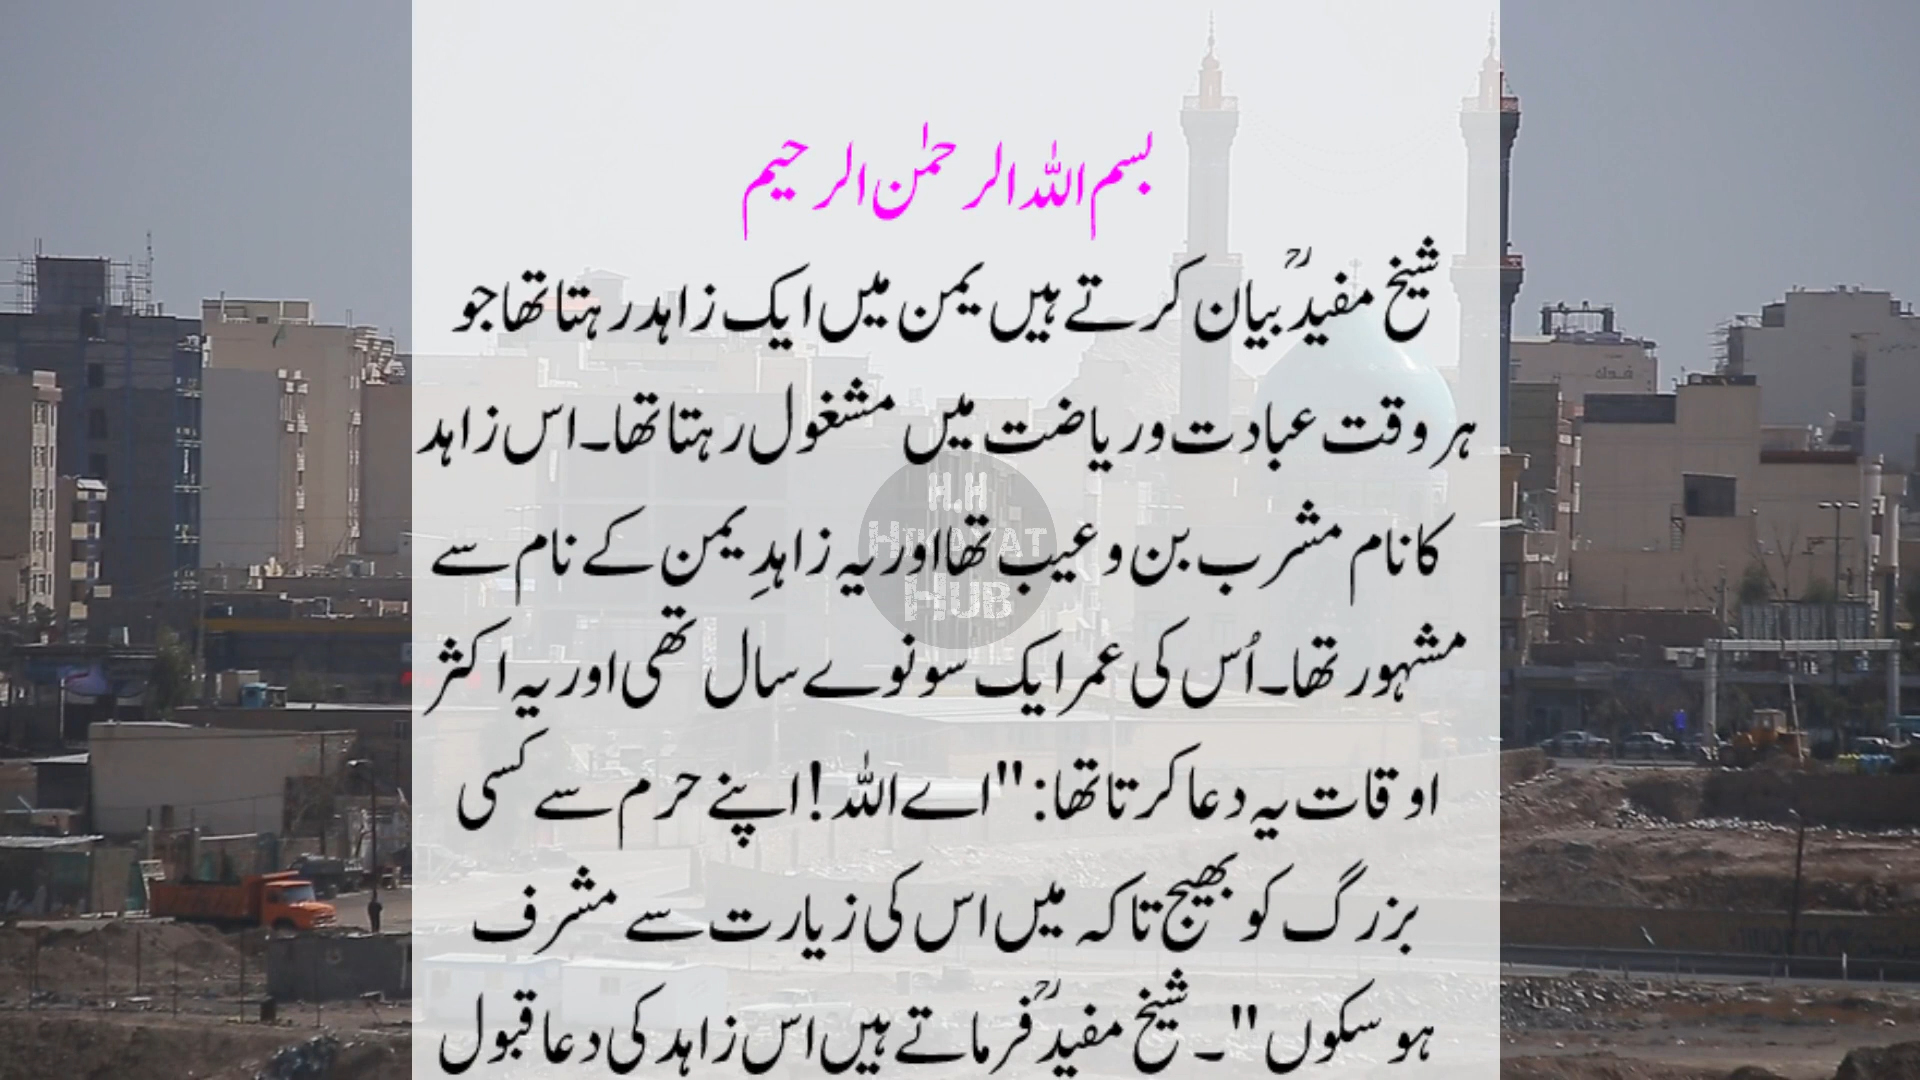 بسم اللہ الرحمٰن الرحیم
شیخ مفیدؒ بیان کرتے ہیں یمن میں ایک زاہد رہتا تھا جو
ہر وقت عبادت وریاضت میں مشغول رہتا تھا۔ اس زاہد
کا نام مشرب بن وعیب تھا اور یہ زاہدِ یمن کے نام سے
مشہور تھا۔ اُس کی عمر ایک سو نوے سال تھی اور یہ اکثر
اوقات یہ دعا کرتا تھا: "اے اللہ! اپنے حرم سے کسی
بزرگ کو بھیج تاکہ میں اس کی زیارت سے مشرف
ہو سکوں"۔ شیخ مفیدؒ فرماتے ہیں اس زاہد کی دعا قبول
H.H
HIKAYAT
HUB